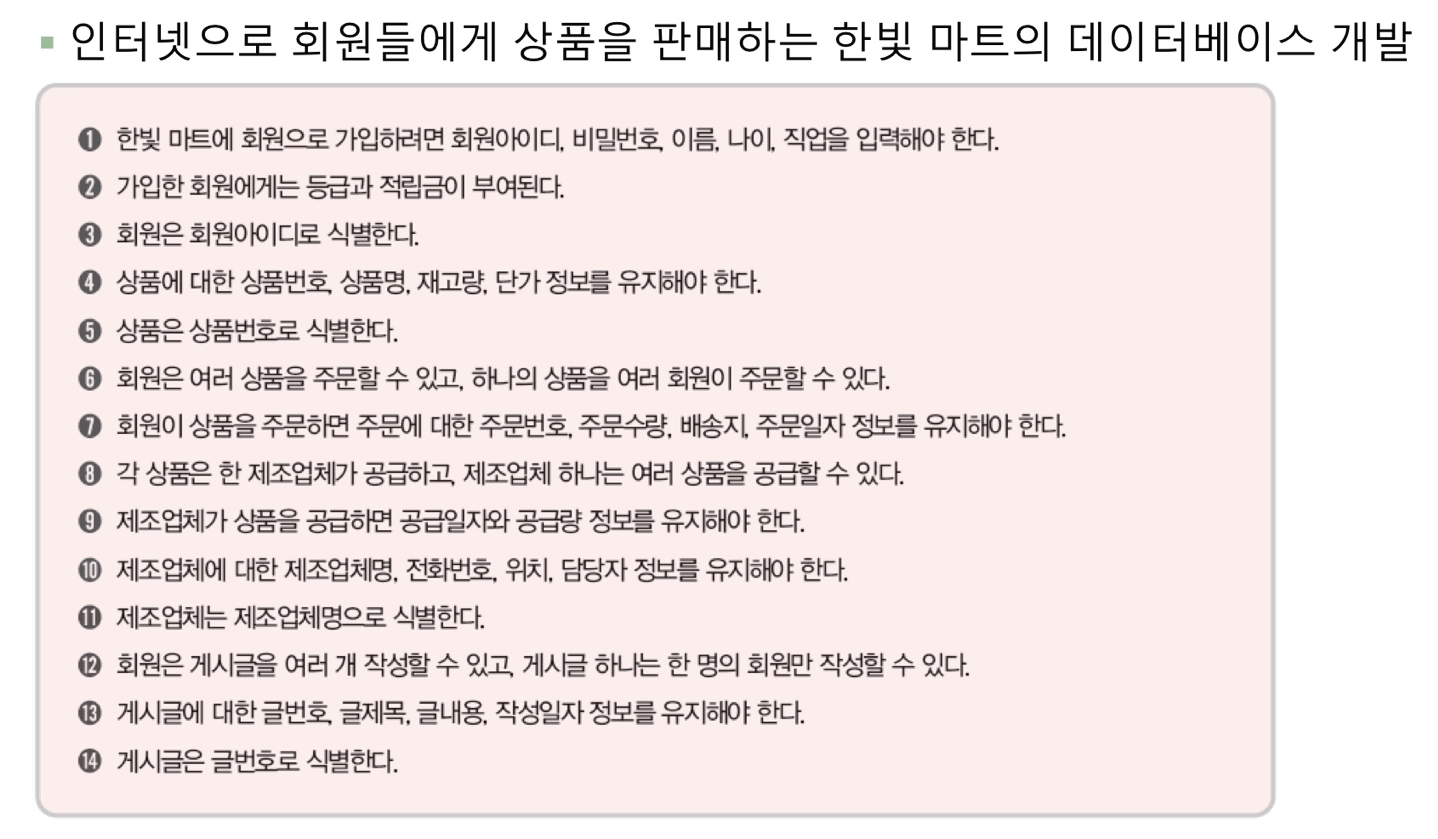 ▪ 인터넷으로 회원들에게 상품을 판매하는 한빛 마트의 데이터베이스 개발
❶ 한빛 마트에 회원으로 가입하려면 회원아이디, 비밀번호, 이름, 나이, 직업을 입력해야 한다.
❷ 가입한 회원에게는 등급과 적립금이 부여된다.
❸ 회원은 회원아이디로 식별한다.
❹ 상품에 대한 상품번호, 상품명, 재고량, 단가 정보를 유지해야 한다.
❺ 상품은 상품번호로 식별한다.
❻ 회원은 여러 상품을 주문할 수 있고, 하나의 상품을 여러 회원이 주문할 수 있다.
❼ 회원이 상품을 주문하면 주문에 대한 주문번호, 주문수량, 배송지, 주문일자 정보를 유지해야 한다.
❽ 각 상품은 한 제조업체가 공급하고, 제조업체 하나는 여러 상품을 공급할 수 있다.
❾ 제조업체가 상품을 공급하면 공급일자와 공급량 정보를 유지해야 한다.
❿ 제조업체에 대한 제조업체명, 전화번호, 위치, 담당자 정보를 유지해야 한다.
⓫ 제조업체는 제조업체명으로 식별한다.
⓬ 회원은 게시글을 여러 개 작성할 수 있고, 게시글 하나는 한 명의 회원만 작성할 수 있다.
⓭ 게시글에 대한 글번호, 글제목, 글내용, 작성일자 정보를 유지해야 한다.
⓮ 게시글은 글번호로 식별한다.